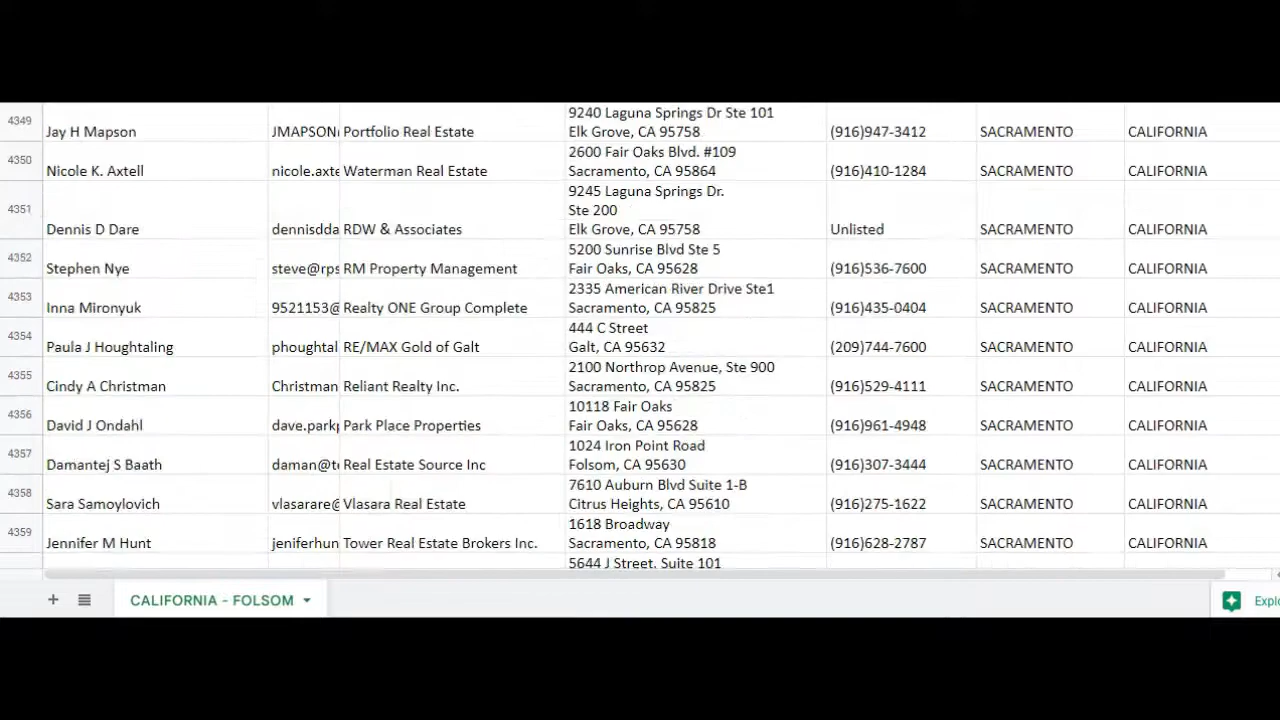 4349
Jay H Mapson
JMAPSON
Portfolio Real Estate
9240 Laguna Springs Dr Ste 101
Elk Grove, CA 95758
(916)947-3412
SACRAMENTO
CALIFORNIA
4350
Nicole K. Axtell
nicole.axte
Waterman Real Estate
2600 Fair Oaks Blvd. #109
Sacramento, CA 95864
(916)410-1284
SACRAMENTO
CALIFORNIA
4351
Dennis D Dare
dennisdda
RDW & Associates
9245 Laguna Springs Dr.
Ste 200
Elk Grove, CA 95758
Unlisted
SACRAMENTO
CALIFORNIA
4352
Stephen Nye
steve@rps
RM Property Management
5200 Sunrise Blvd Ste 5
Fair Oaks, CA 95628
(916)536-7600
SACRAMENTO
CALIFORNIA
4353
Inna Mironyuk
9521153@
Realty ONE Group Complete
2335 American River Drive Ste1
Sacramento, CA 95825
(916)435-0404
SACRAMENTO
CALIFORNIA
4354
Paula J Houghtaling
phoughtal
RE/MAX Gold of Galt
444 C Street
Galt, CA 95632
(209)744-7600
SACRAMENTO
CALIFORNIA
4355
Cindy A Christman
Christman
Reliant Realty Inc.
2100 Northrop Avenue, Ste 900
Sacramento, CA 95825
(916)529-4111
SACRAMENTO
CALIFORNIA
4356
David J Ondahl
dave.park
Park Place Properties
10118 Fair Oaks
Fair Oaks, CA 95628
(916)961-4948
SACRAMENTO
CALIFORNIA
4357
Damantej S Baath
daman@te
Real Estate Source Inc
1024 Iron Point Road
Folsom, CA 95630
(916)307-3444
SACRAMENTO
CALIFORNIA
4358
Sara Samoylovich
vlasarare@
Vlasara Real Estate
7610 Auburn Blvd Suite 1-B
Citrus Heights, CA 95610
(916)275-1622
SACRAMENTO
CALIFORNIA
4359
Jennifer M Hunt
jeniferhun
Tower Real Estate Brokers Inc.
1618 Broadway
Sacramento, CA 95818
(916)628-2787
SACRAMENTO
CALIFORNIA
5644 J Street, Suite 101
CALIFORNIA - FOLSOM
Explo